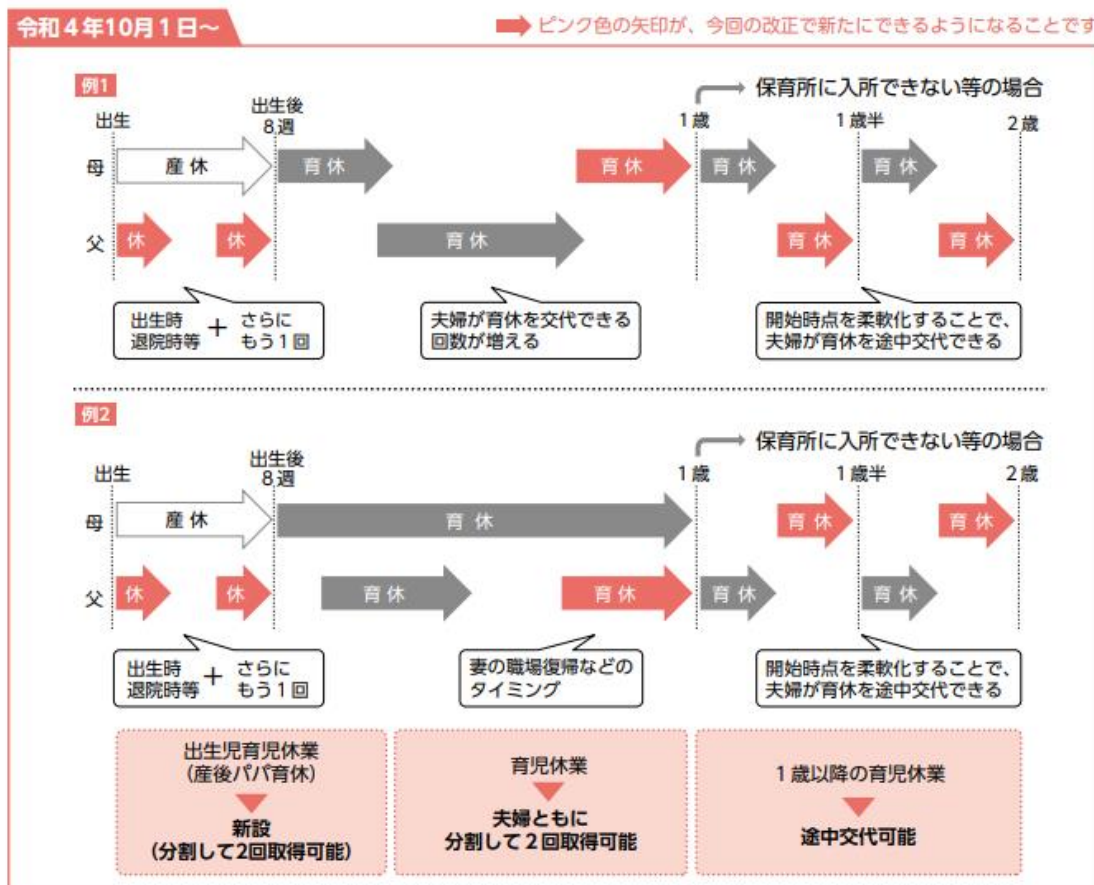 令和4年10月1日～
ピンク色の矢印が、今回の改正で新たにできるようになることです
例1
保育所に入所できない等の場合
出生
出生後
8週
1歳
1歳半
2歳
母
産休
育休
育休
育休
育休
父
休
休
育休
育休
育休
出生時
退院時等
+
さらに
もう1回
夫婦が育休を交代できる
回数が増える
開始時点を柔軟化することで、
夫婦が育休を途中交代できる
例2
保育所に入所できない等の場合
出生
出生後
8週
1歳
1歳半
2歳
母
産休
育休
育休
育休
父
休
休
育休
育休
育休
育休
出生時
退院時等
+
さらに
もう1回
妻の職場復帰などの
タイミング
開始時点を柔軟化することで、
夫婦が育休を途中交代できる
出生児育児休業
(産後パパ育休)
新設
(分割して2回取得可能)
育児休業
夫婦ともに
分割して2回取得可能
1歳以降の育児休業
途中交代可能